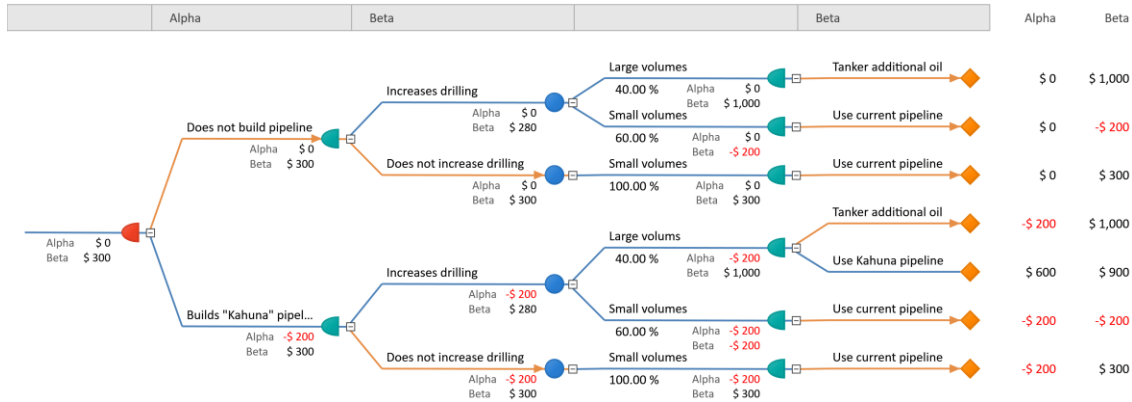 Alpha Beta Beta Alpha Beta
Large volumes Tanker additional oil
40.00 % Alpha $ 0 $ 0 $ 1,000
Increases drilling Beta $ 1,000
Alpha $ 0 Small volumes Use current pipeline
Beta $ 280 60.00 % Alpha $ 0 $ 0 -$ 200
Does not build pipeline Beta -$ 200
Alpha $ 0 Does not increase drilling Small volumes Use current pipeline
Beta $ 300 Alpha $ 0 100.00 % Alpha $ 0 $ 0 $ 300
Beta $ 300 Beta $ 300
Tanker additional oil
-$ 200 $ 1,000
Alpha $ 0 Large volums
Beta $ 300 40.00 % Alpha -$ 200 Use Kahuna pipeline
Increases drilling Beta $ 1,000 $ 600 $ 900
Alpha -$ 200
Beta $ 280
Builds "Kahuna" pipel... Small volumes Use current pipeline
Alpha -$ 200 60.00 % Alpha -$ 200 -$ 200 -$ 200
Beta $ 300 Beta -$ 200
Does not increase drilling Small volumes Use current pipeline
Alpha -$ 200 100.00 % Alpha -$ 200 -$ 200 $ 300
Beta $ 300 Beta $ 300